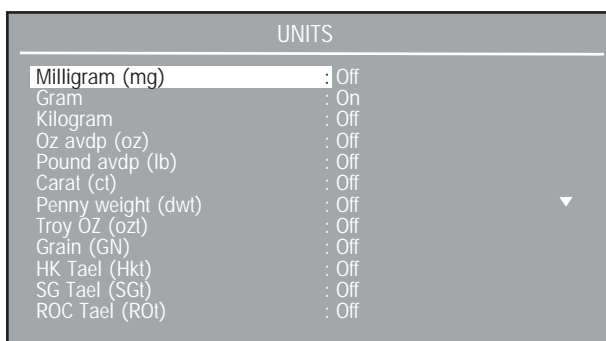 UNITS
Milligram (mg) : Off
Gram : On
Kilogram : Off
Oz avdp (oz) : Off
Pound avdp (lb) : Off
Carat (ct) : Off
Penny weight (dwt) : Off
Troy OZ (ozt) : Off
Grain (GN) : Off
HK Tael (Hkt) : Off
SG Tael (SGt) : Off
ROC Tael (ROt) : Off